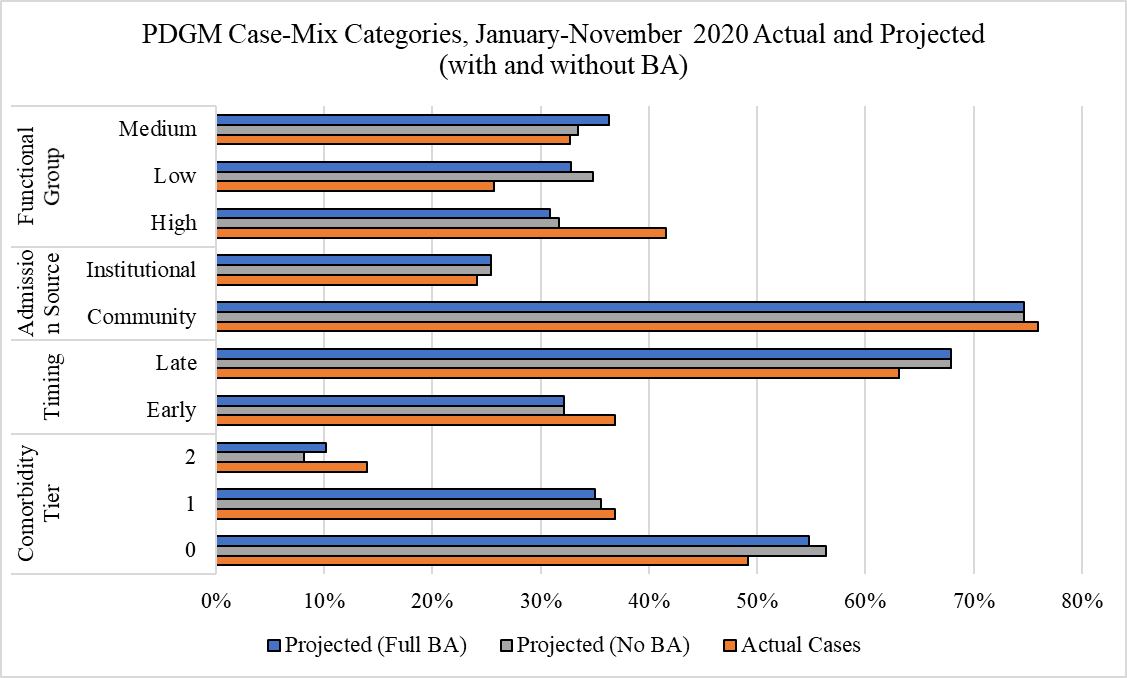 PDGM Case-Mix Categories, January-November 2020 Actual and Projected
(with and without BA)
Functional
Group
Medium
Low
High
Admissio
n Source
Institutional
Community
Timing
Late
Early
Comorbidity
Tier
2
1
0
0% 10% 20% 30% 40% 50% 60% 70% 80%
Projected (Full BA) Projected (No BA) Actual Cases